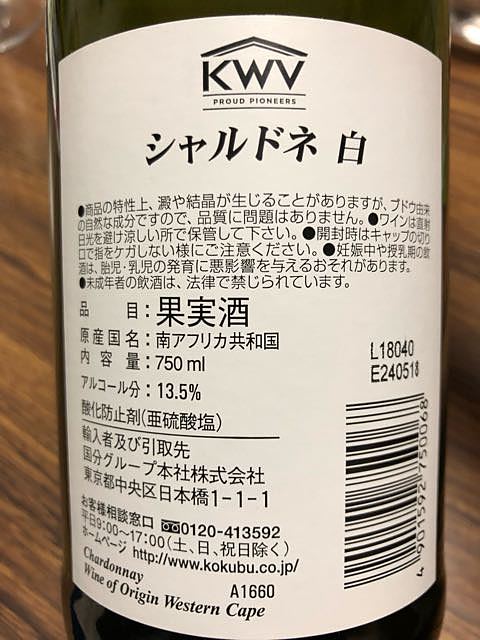 KWV
PROUD PIONEERS
シャルドネ 白
●商品の特性上、澱や結晶が生じることがありますが、ブドウ由来
の自然な成分ですので、品質に問題はありません。●ワインは直射
日光を避け涼しい所で保管して下さい。●開封時はキャップの切り
口で指をケガしない様にご注意ください。●妊娠中や授乳期の飲
酒は、胎児・乳児の発育に悪影響を与えるおそれがあります。
●未成年者の飲酒は、法律で禁じられています。
品目：果実酒
原産国名：南アフリカ共和国
内容量：750ml
アルコール分：13.5%
酸化防止剤(亜硫酸塩)
輸入者及び引取先
国分グループ本社株式会社
東京都中央区日本橋1-1-1
お客様相談窓口 0120-413592
平日9:00〜17:00(土、日、祝日除く)
ホームページ http://www.kokubu.co.jp/
Chardonnay
Wine of Origin Western Cape
A1660
L18040
E240518
4 901592 750068